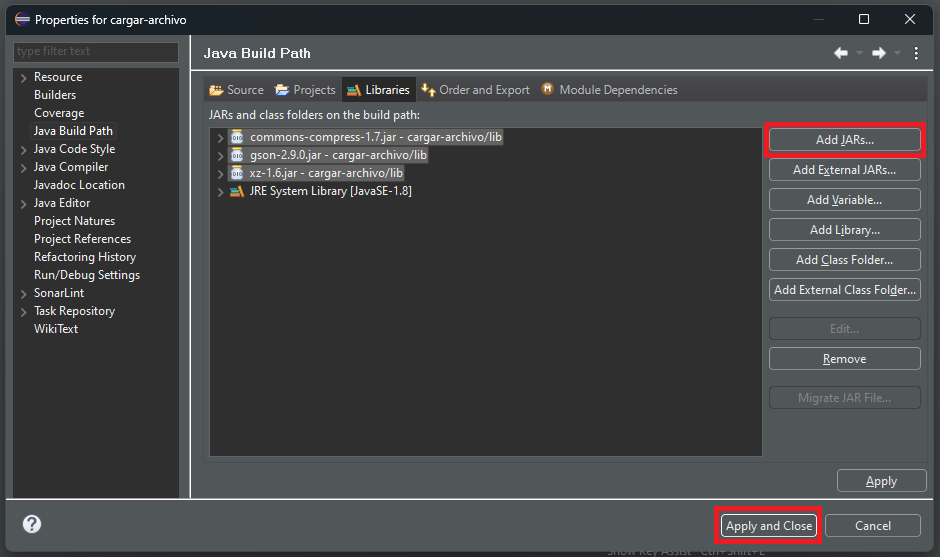 Properties for cargar-archivo
type filter text
Resource
Builders
Coverage
Java Build Path
Java Code Style
Java Compiler
Javadoc Location
Java Editor
Project Natures
Project References
Refactoring History
Run/Debug Settings
SonarLint
Task Repository
WikiText
Java Build Path
Source Projects Libraries Order and Export Module Dependencies
JARs and class folders on the build path:
commons-compress-1.7.jar - cargar-archivo/lib
gson-2.9.0.jar - cargar-archivo/lib
xz-1.6.jar - cargar-archivo/lib
JRE System Library [JavaSE-1.8]
Add JARs...
Add External JARs...
Add Variable...
Add Library...
Add Class Folder...
Add External Class Folder...
Edit...
Remove
Migrate JAR File...
Apply
Apply and Close
Cancel
Show Key Assist Ctrl+Shift+L